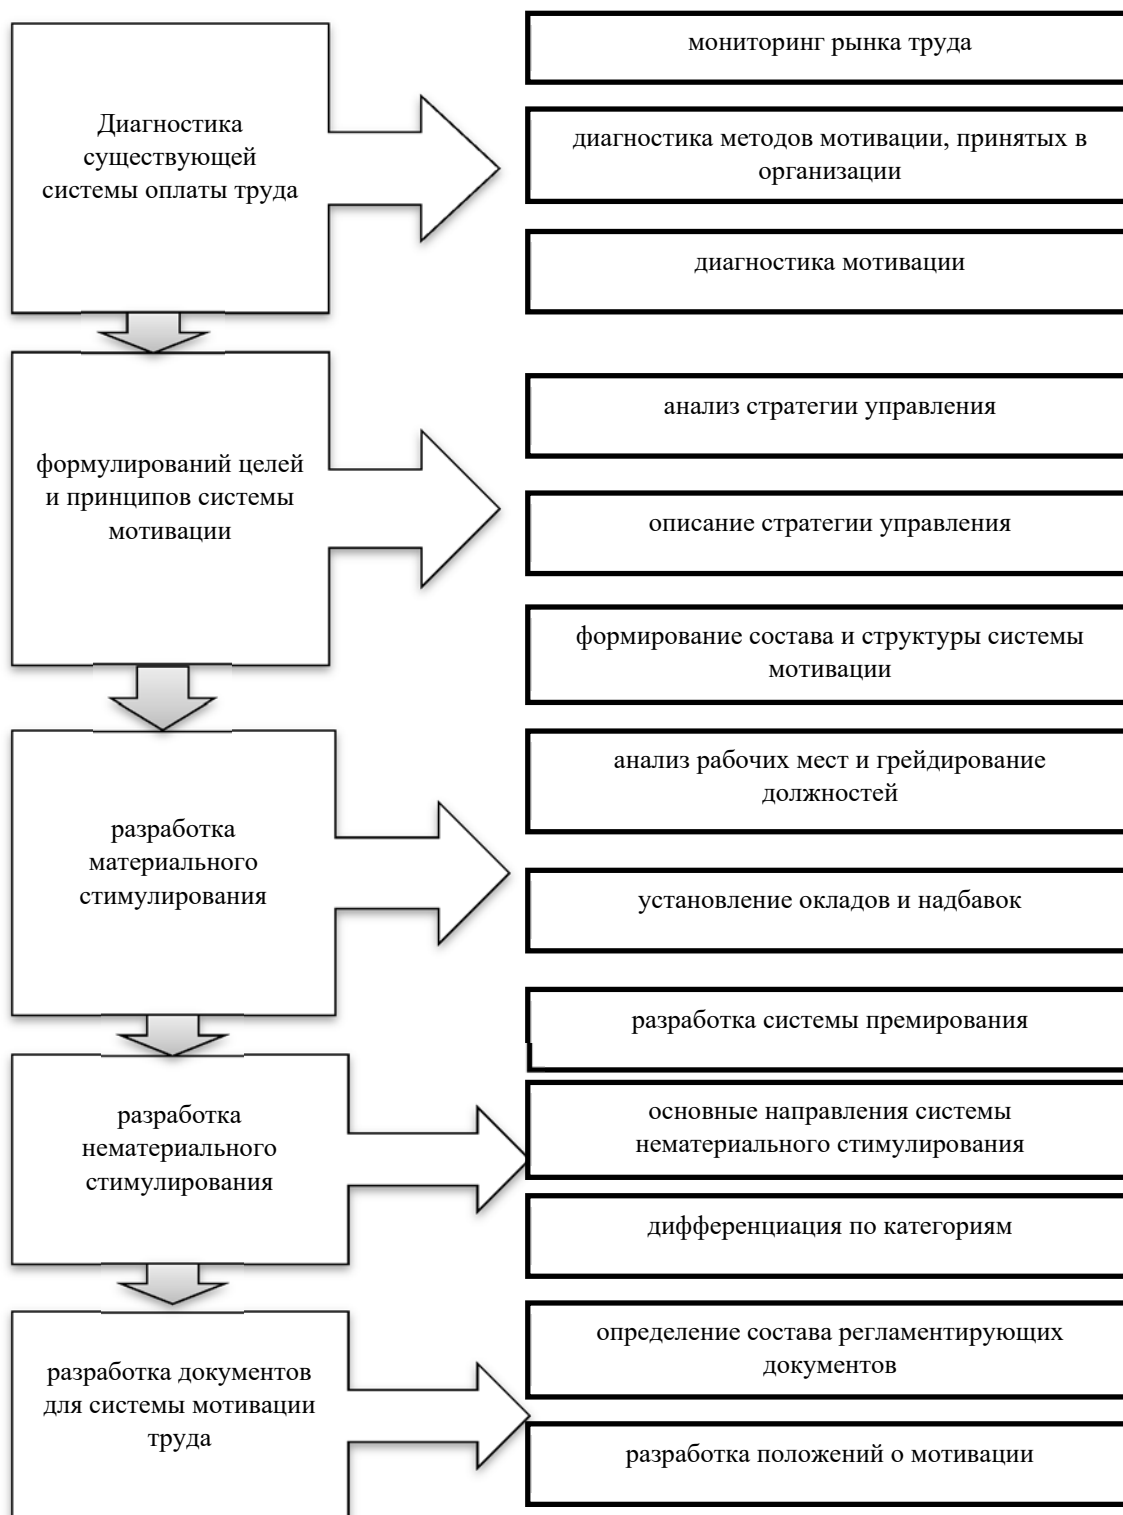 Диагностика
существующей
системы оплаты труда
мониторинг рынка труда
диагностика методов мотивации, принятых в
организации
диагностика мотивации
формулирований целей
и принципов системы
мотивации
анализ стратегии управления
описание стратегии управления
формирование состава и структуры системы
мотивации
разработка
материального
стимулирования
анализ рабочих мест и грейдирование
должностей
установление окладов и надбавок
разработка системы премирования
разработка
нематериального
стимулирования
основные направления системы
нематериального стимулирования
дифференциация по категориям
разработка документов
для системы мотивации
труда
определение состава регламентирующих
документов
разработка положений о мотивации